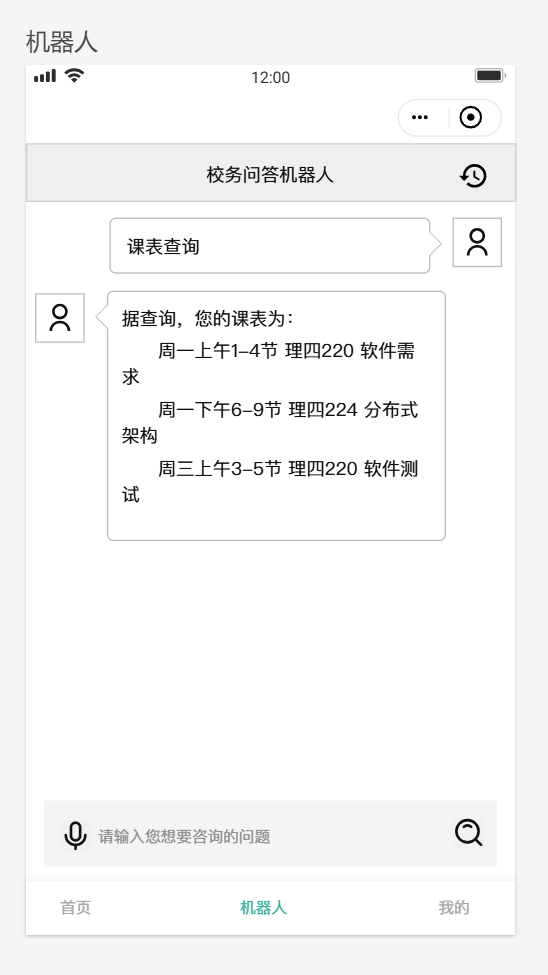 机器人
12:00
校务问答机器人
课表查询
据查询，您的课表为：
周一上午1-4节 理四220 软件需
求
周一下午6-9节 理四224 分布式
架构
周三上午3-5节 理四220 软件测
试
请输入您想要咨询的问题
首页 机器人 我的